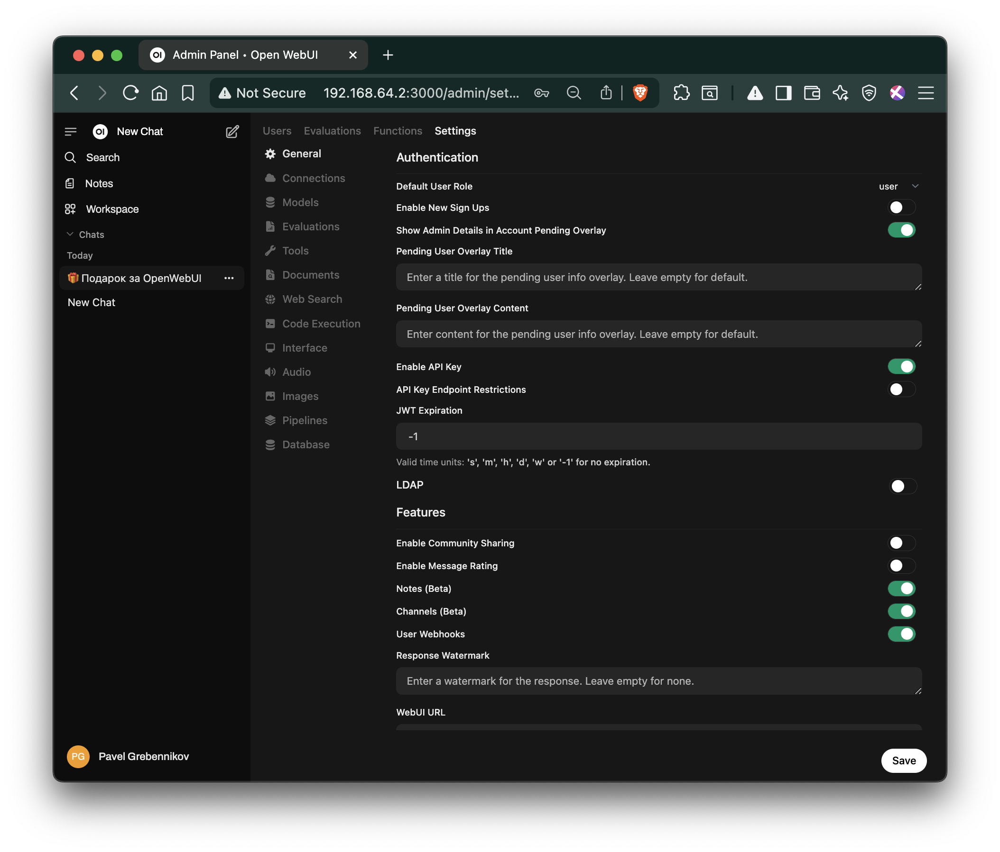 OI Admin Panel • Open WebUI
Not Secure 192.168.64.2:3000/admin/set...
OI New Chat
Search
Notes
Workspace
Chats
Today
🎁 Подарок за OpenWebUI
New Chat
PG Pavel Grebennikov
Users Evaluations Functions Settings
General
Connections
Models
Evaluations
Tools
Documents
Web Search
Code Execution
Interface
Audio
Images
Pipelines
Database
Authentication
Default User Role user
Enable New Sign Ups
Show Admin Details in Account Pending Overlay
Pending User Overlay Title
Enter a title for the pending user info overlay. Leave empty for default.
Pending User Overlay Content
Enter content for the pending user info overlay. Leave empty for default.
Enable API Key
API Key Endpoint Restrictions
JWT Expiration
-1
Valid time units: 's', 'm', 'h', 'd', 'w' or '-1' for no expiration.
LDAP
Features
Enable Community Sharing
Enable Message Rating
Notes (Beta)
Channels (Beta)
User Webhooks
Response Watermark
Enter a watermark for the response. Leave empty for none.
WebUI URL
Save